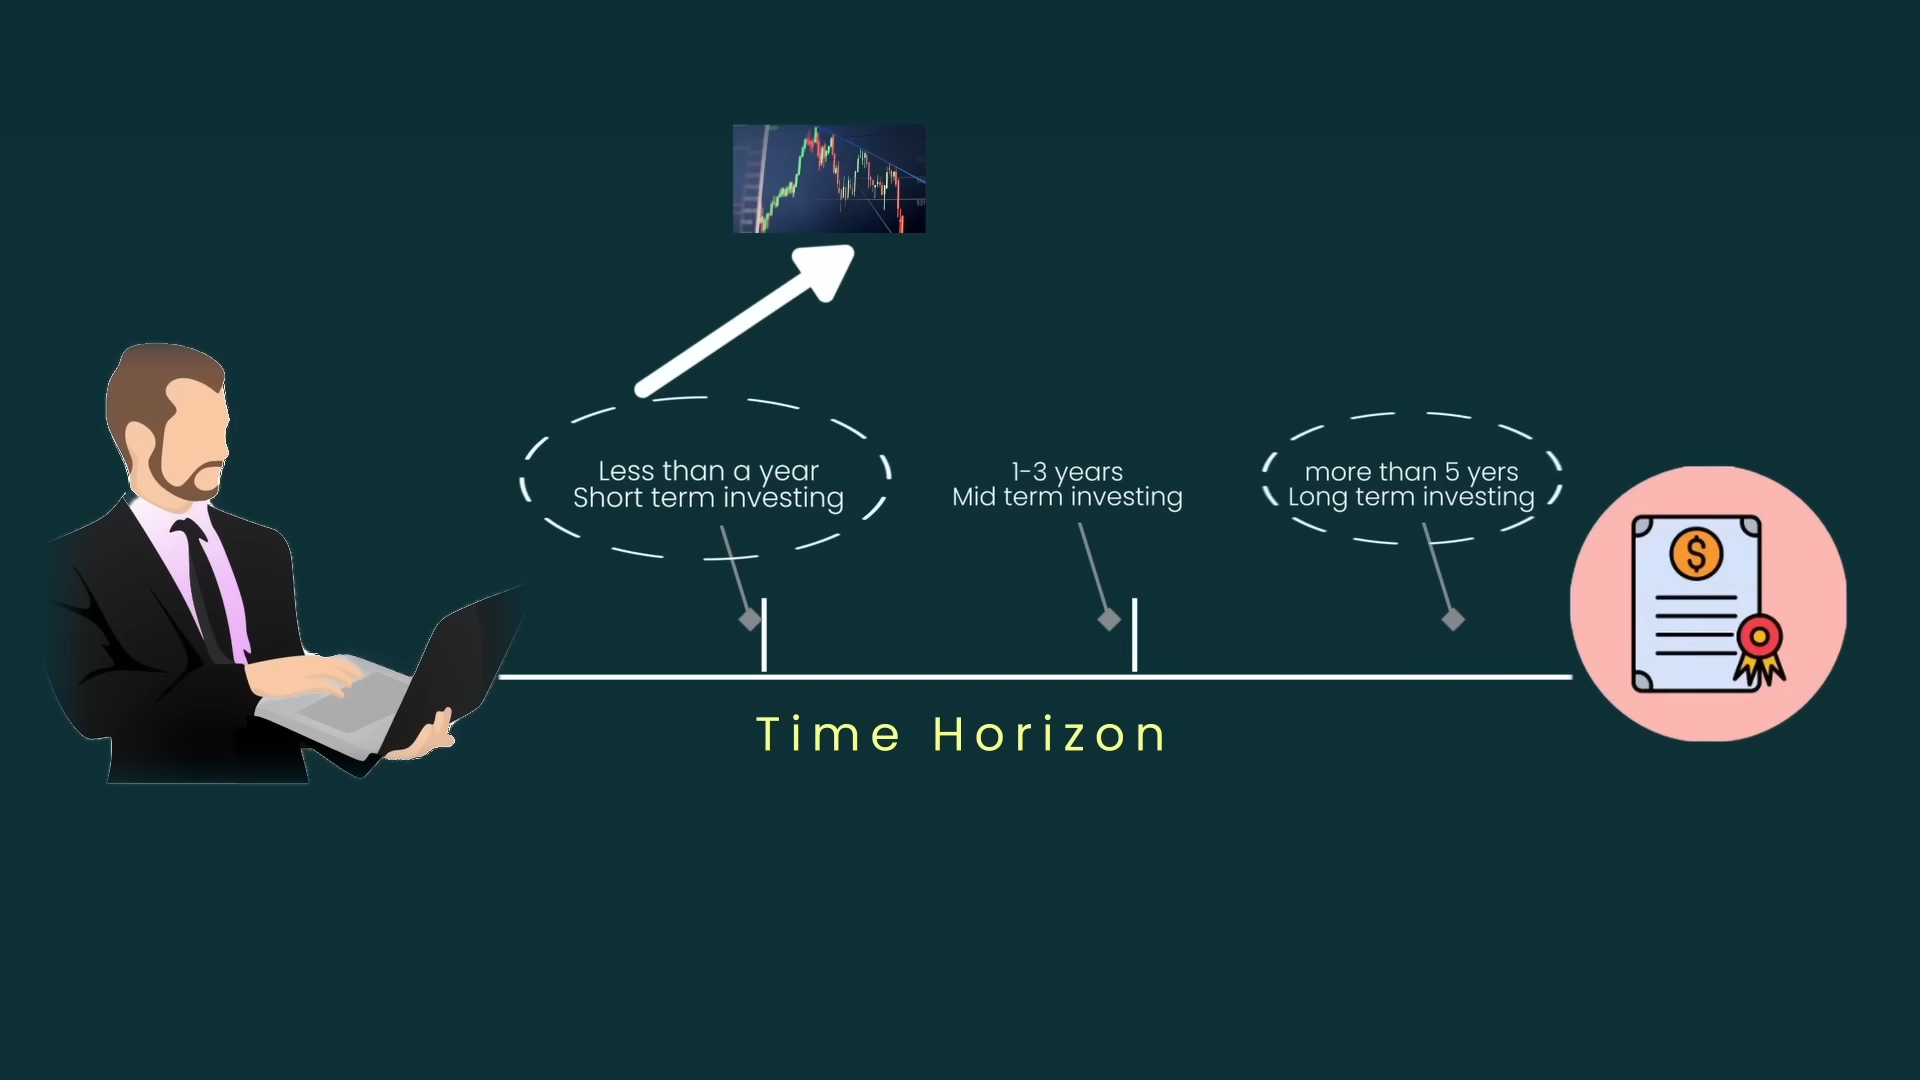 Less than a year
Short term investing
1-3 years
Mid term investing
more than 5 yers
Long term investing
$
Time Horizon